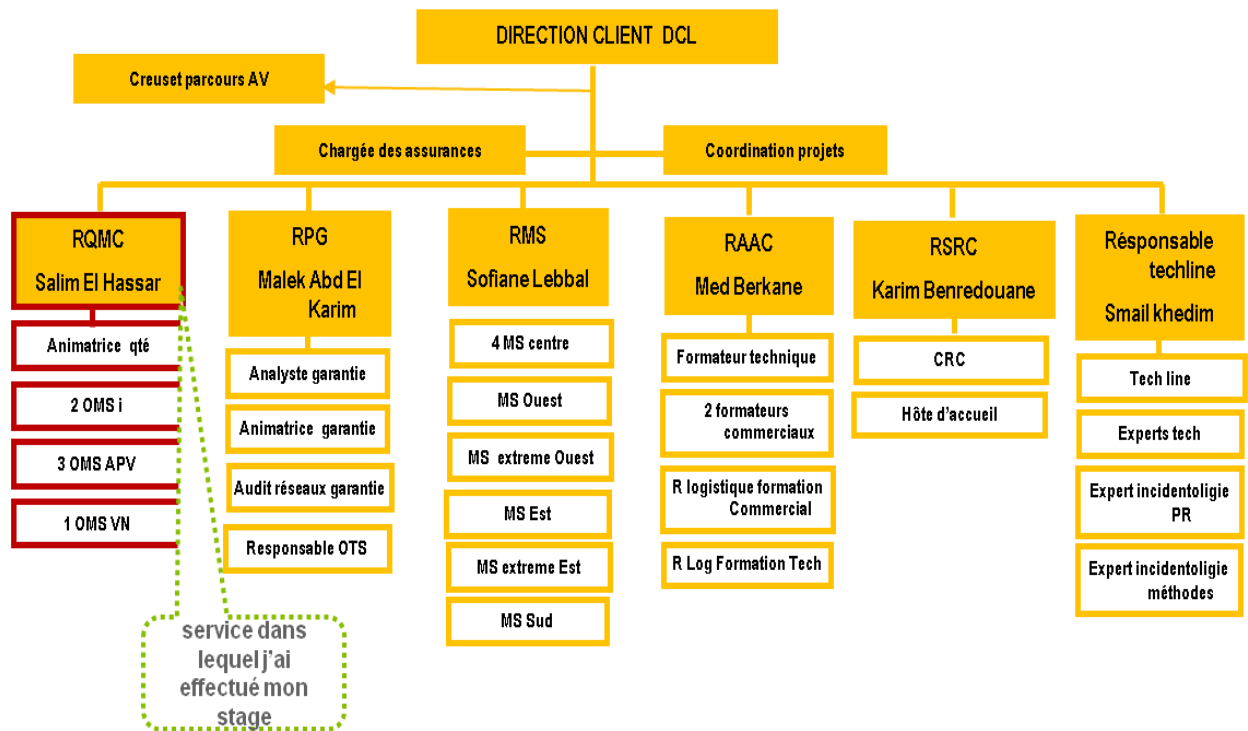 DIRECTION CLIENT  DCL
Creuset parcours AV
Chargée des assurances
Coordination projets
RQMC
Salim El Hassar
Animatrice  qté
2 OMS i
3 OMS APV
1 OMS VN
RPG
Malek Abd El
Karim
Analyste garantie
Animatrice  garantie
Audit réseaux garantie
Responsable OTS
RMS
Sofiane Lebbal
4 MS centre
MS Ouest
MS  extreme Ouest
MS Est
MS extreme Est
MS Sud
RAAC
Med Berkane
Formateur technique
2 formateurs
commerciaux
R logistique formation
Commercial
R Log Formation Tech
RSRC
Karim Benredouane
CRC
Hôte d’accueil
Résponsable
techline
Smail khedim
Tech line
Experts tech
Expert incidentoligie
PR
Expert incidentoligie
méthodes
service dans
lequel j’ai
effectué mon
stage